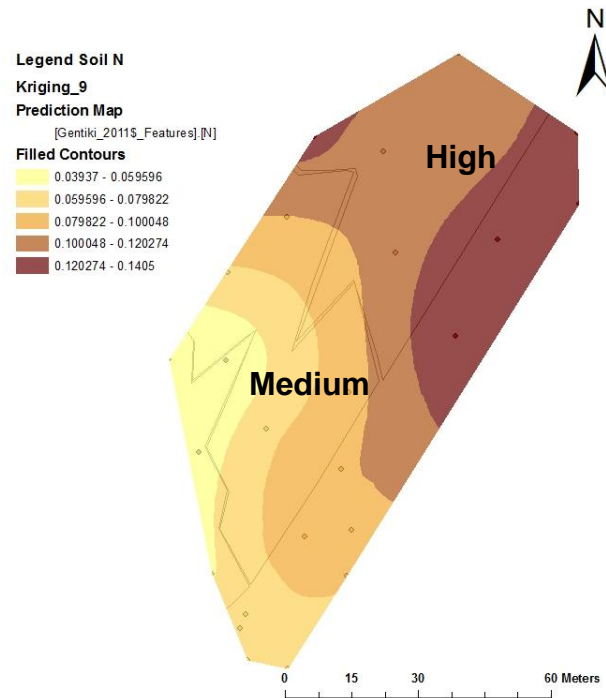 N
Legend Soil N
Kriging_9
Prediction Map
[Gentiki_2011$_Features].[N]
Filled Contours
0.03937 - 0.059596
0.059596 - 0.079822
0.079822 - 0.100048
0.100048 - 0.120274
0.120274 - 0.1405
High
Medium
0 15 30 60 Meters